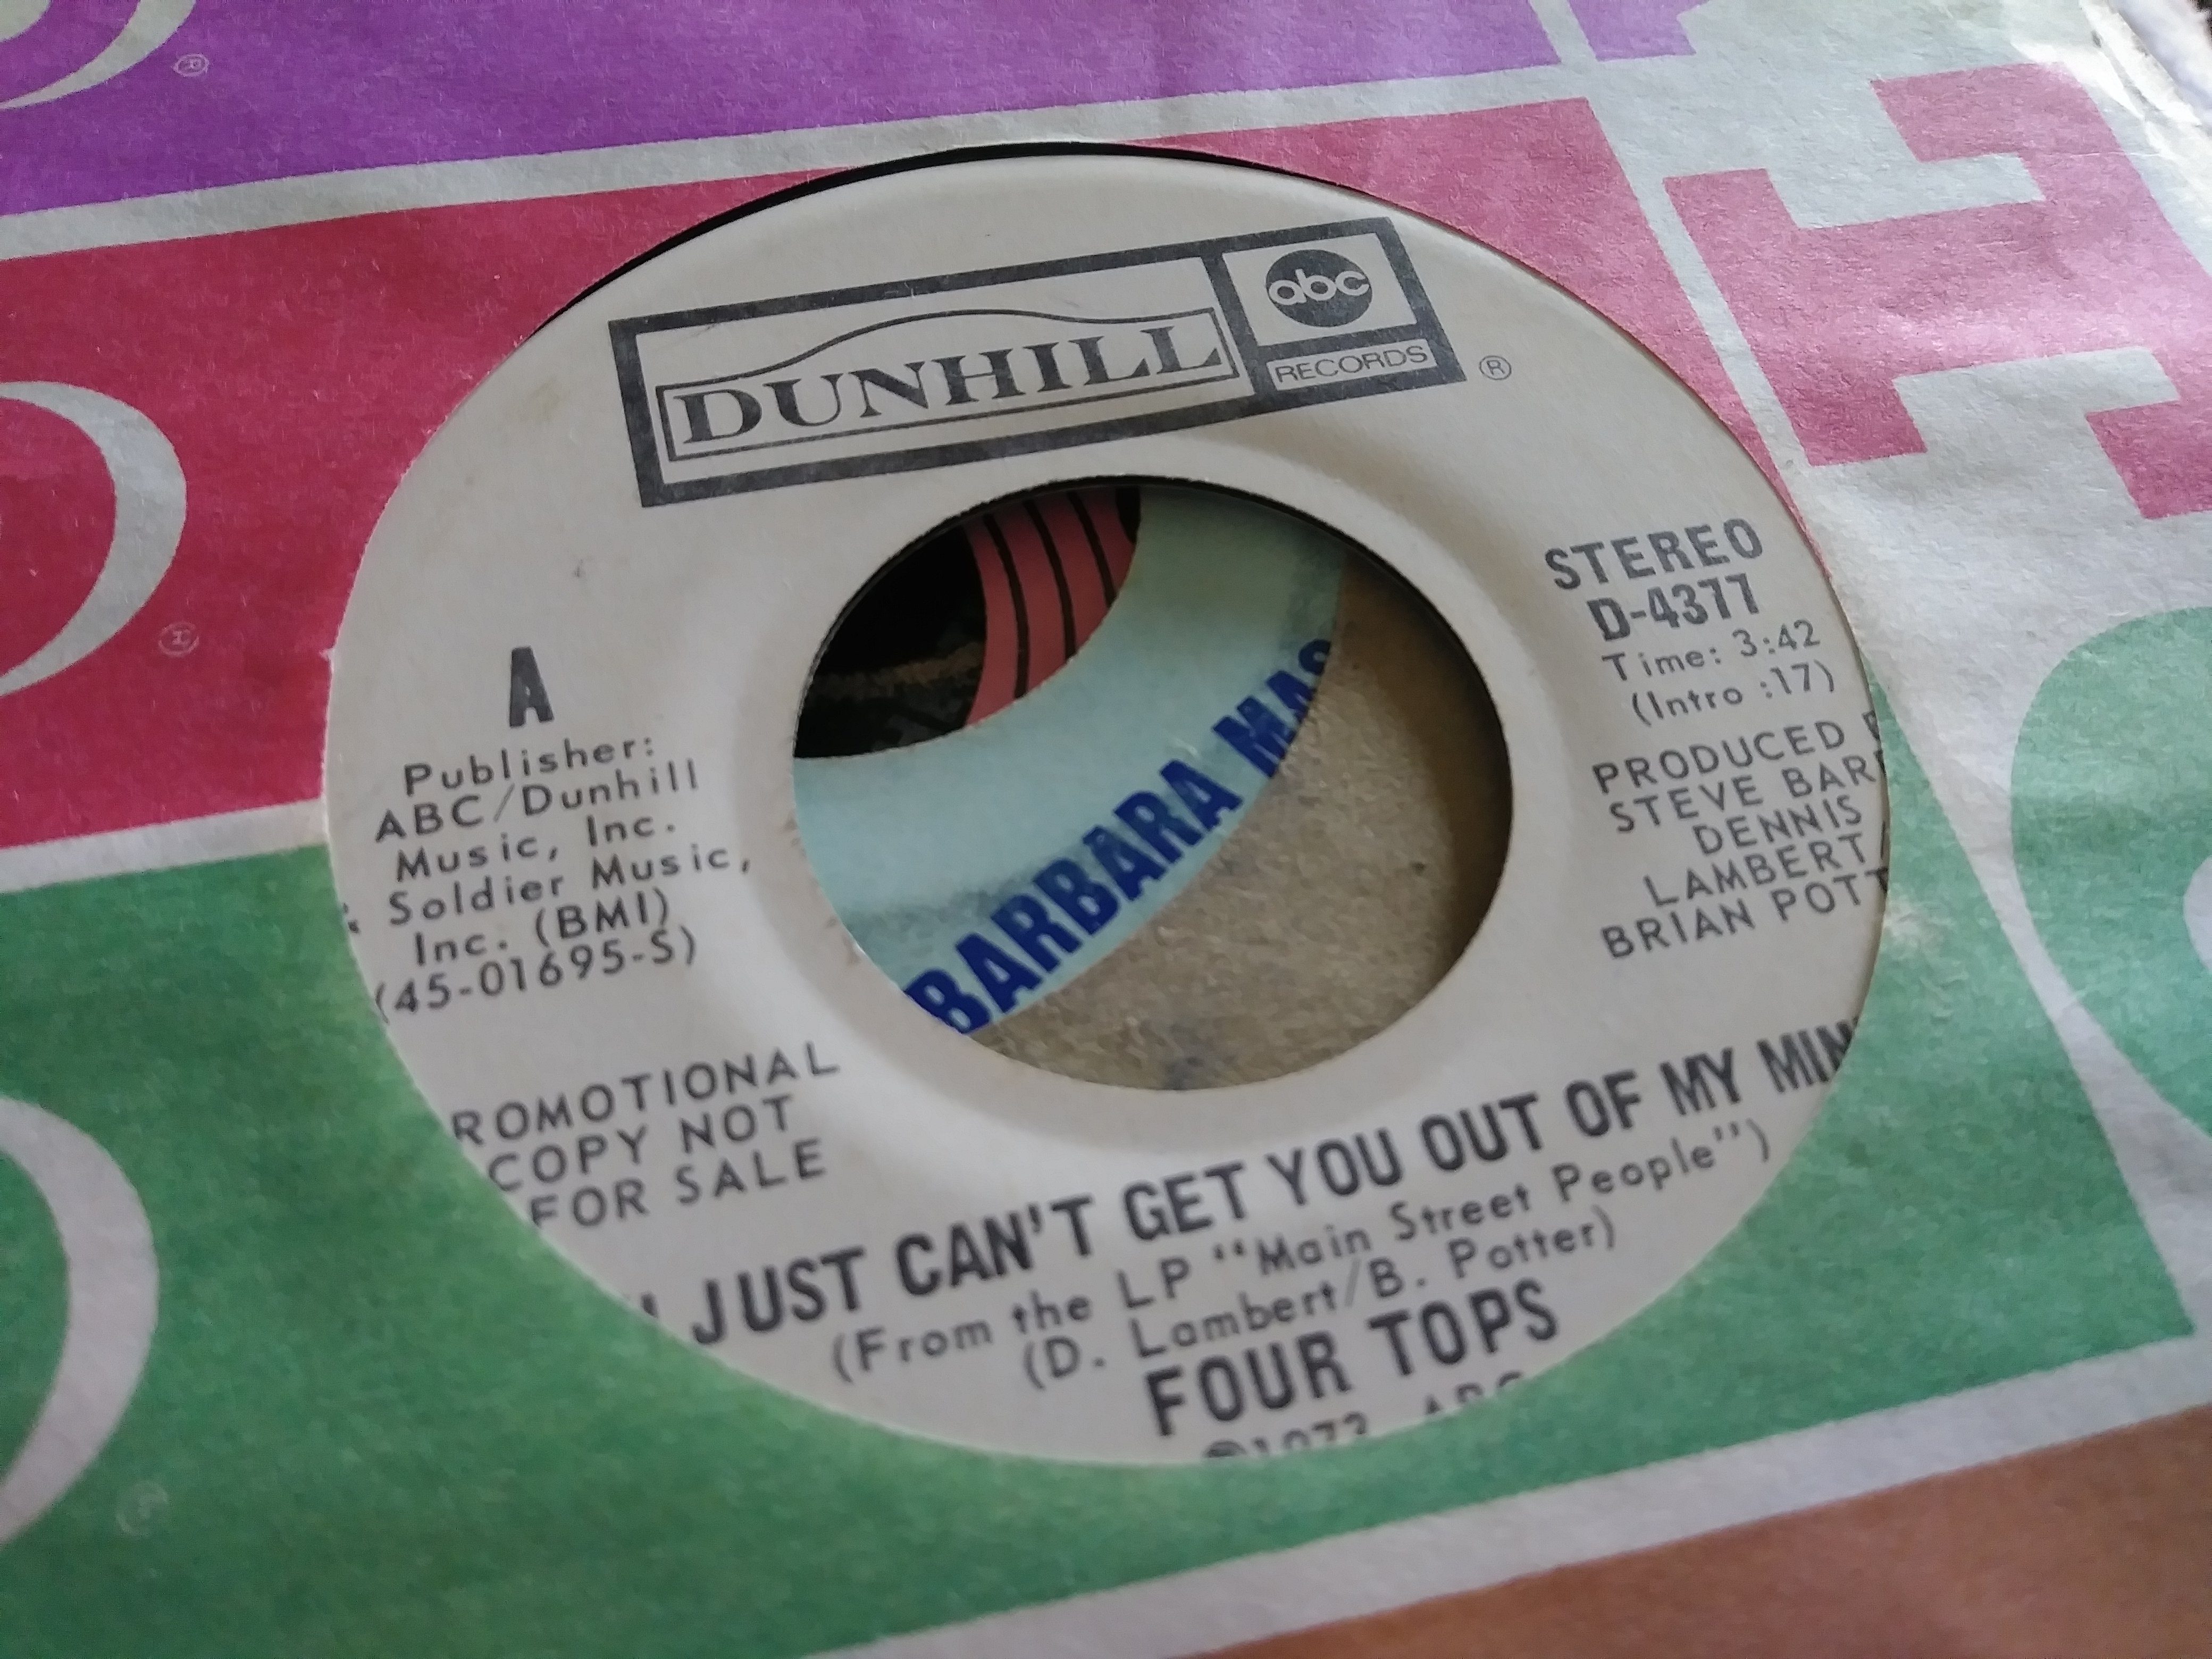 DUNHILL
abc
RECORDS
®
STEREO
D-4377
Time: 3:42
(Intro :17)
PRODUCED
STEVE BAR
DENNIS
LAMBERT/
BRIAN POTT
A
Publisher:
ABC/Dunhill
Music, Inc.
& Soldier Music,
Inc. (BMI)
(45-01695-S)
ROMOTIONAL
COPY NOT
FOR SALE
BARBARA MAS
I JUST CAN'T GET YOU OUT OF MY MIN
(From the LP "Main Street People")
(D. Lambert/B. Potter)
FOUR TOPS